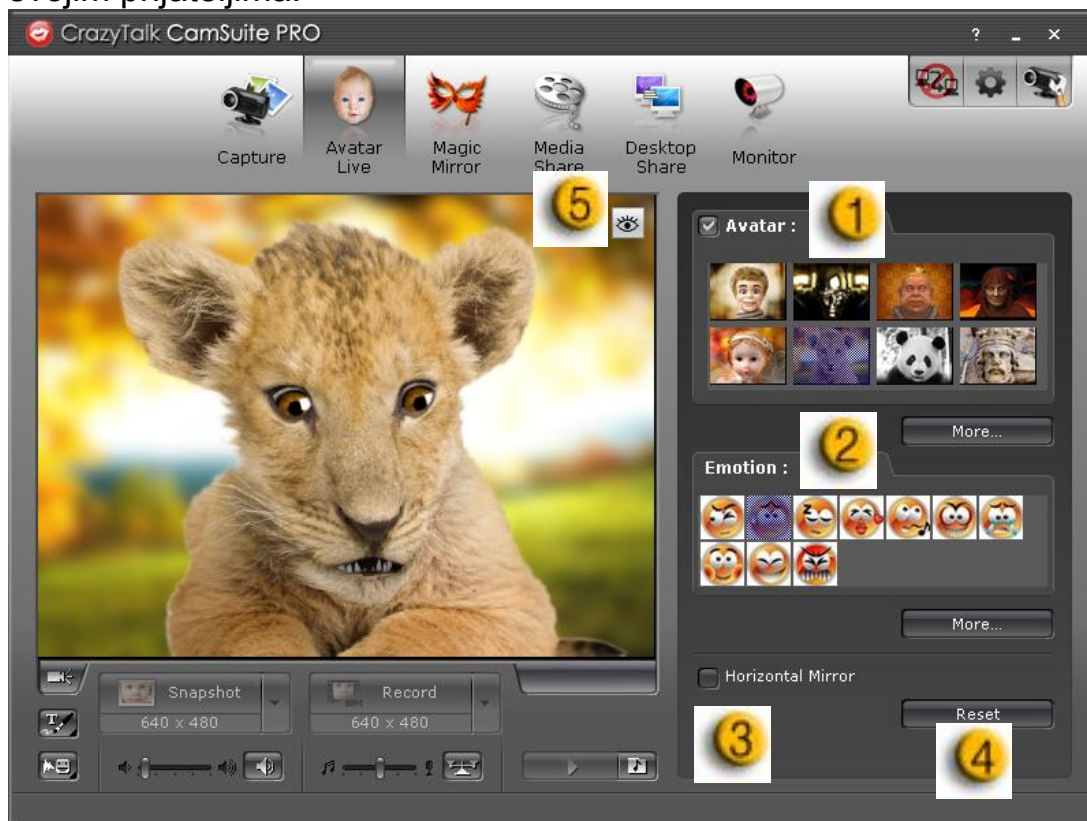 CrazyTalk CamSuite PRO
Capture
Avatar Live
Magic Mirror
Media Share
Desktop Share
Monitor
5
Avatar :
1
More...
2
Emotion :
More...
Horizontal Mirror
Snapshot
640 x 480
Record
640 x 480
Reset
3
4